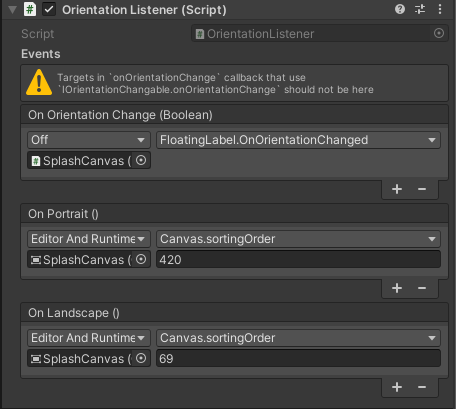 Orientation Listener (Script)
Script
OrientationListener
Events
Targets in `onOrientationChange` callback that use
`IOrientationChangable.onOrientationChange` should not be here
On Orientation Change (Boolean)
Off
FloatingLabel.OnOrientationChanged
SplashCanvas (
On Portrait ()
Editor And Runtime
Canvas.sortingOrder
SplashCanvas (
420
On Landscape ()
Editor And Runtime
Canvas.sortingOrder
SplashCanvas (
69